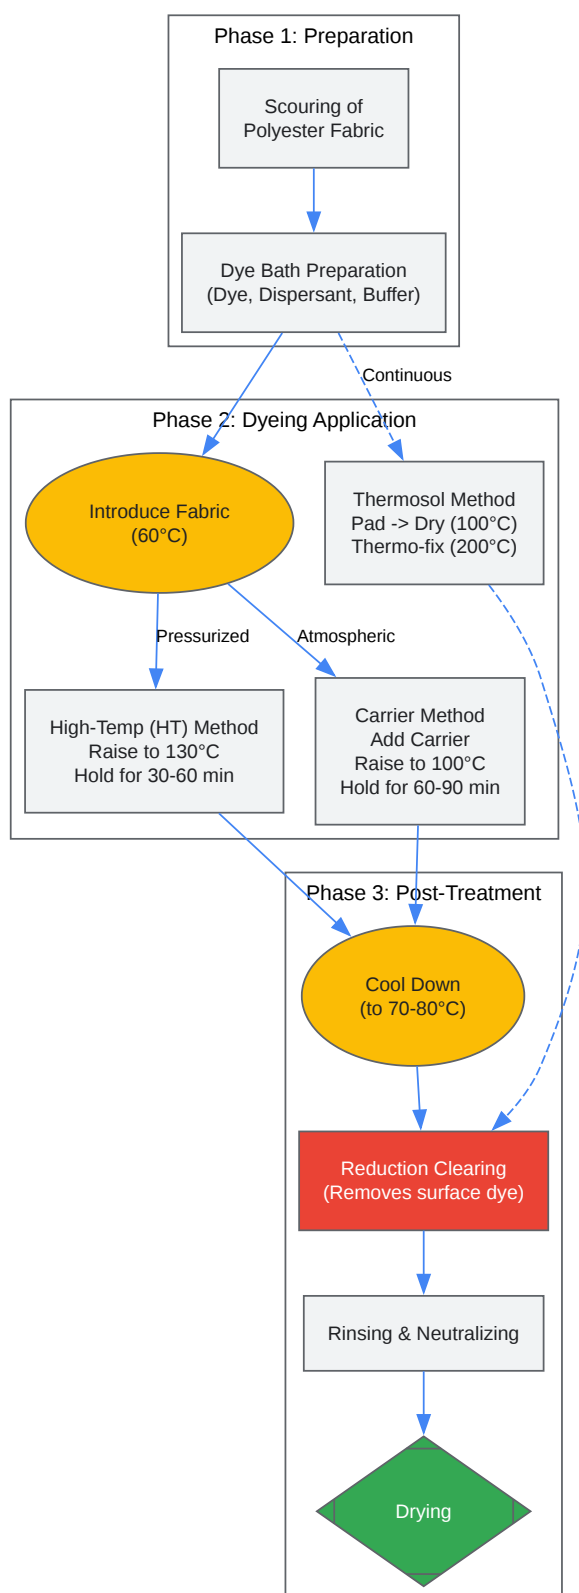 Phase 1: Preparation
Scouring of
Polyester Fabric
Dye Bath Preparation
(Dye, Dispersant, Buffer)
Continuous
Phase 2: Dyeing Application
Introduce Fabric
(60°C)
Thermosol Method
Pad -> Dry (100°C)
Thermo-fix (200°C)
Pressurized
Atmospheric
High-Temp (HT) Method
Raise to 130°C
Hold for 30-60 min
Carrier Method
Add Carrier
Raise to 100°C
Hold for 60-90 min
Phase 3: Post-Treatment
Cool Down
(to 70-80°C)
Reduction Clearing
(Removes surface dye)
Rinsing & Neutralizing
Drying